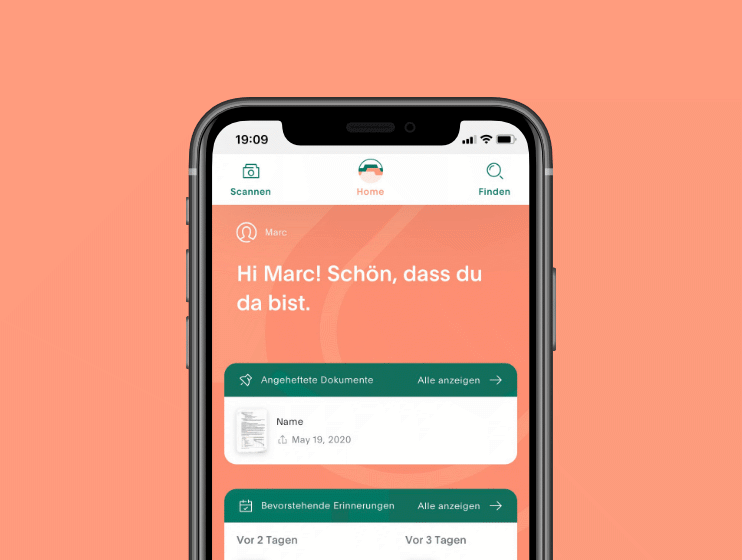 19:09
Scannen
Home
Finden
Marc
Hi Marc! Schön, dass du
da bist.
Angeheftete Dokumente
Alle anzeigen
Name
May 19, 2020
Bevorstehende Erinnerungen
Alle anzeigen
Vor 2 Tagen
Vor 3 Tagen